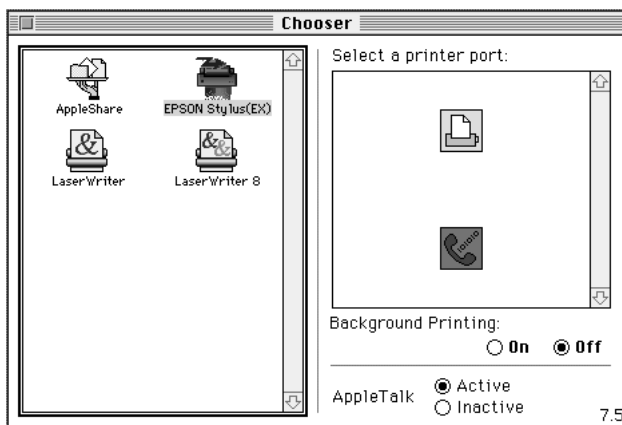 Chooser
AppleShare
EPSON Stylus(EX)
LaserWriter
LaserWriter 8
Select a printer port:
Background Printing:
On
Off
AppleTalk
Active
Inactive
7.5